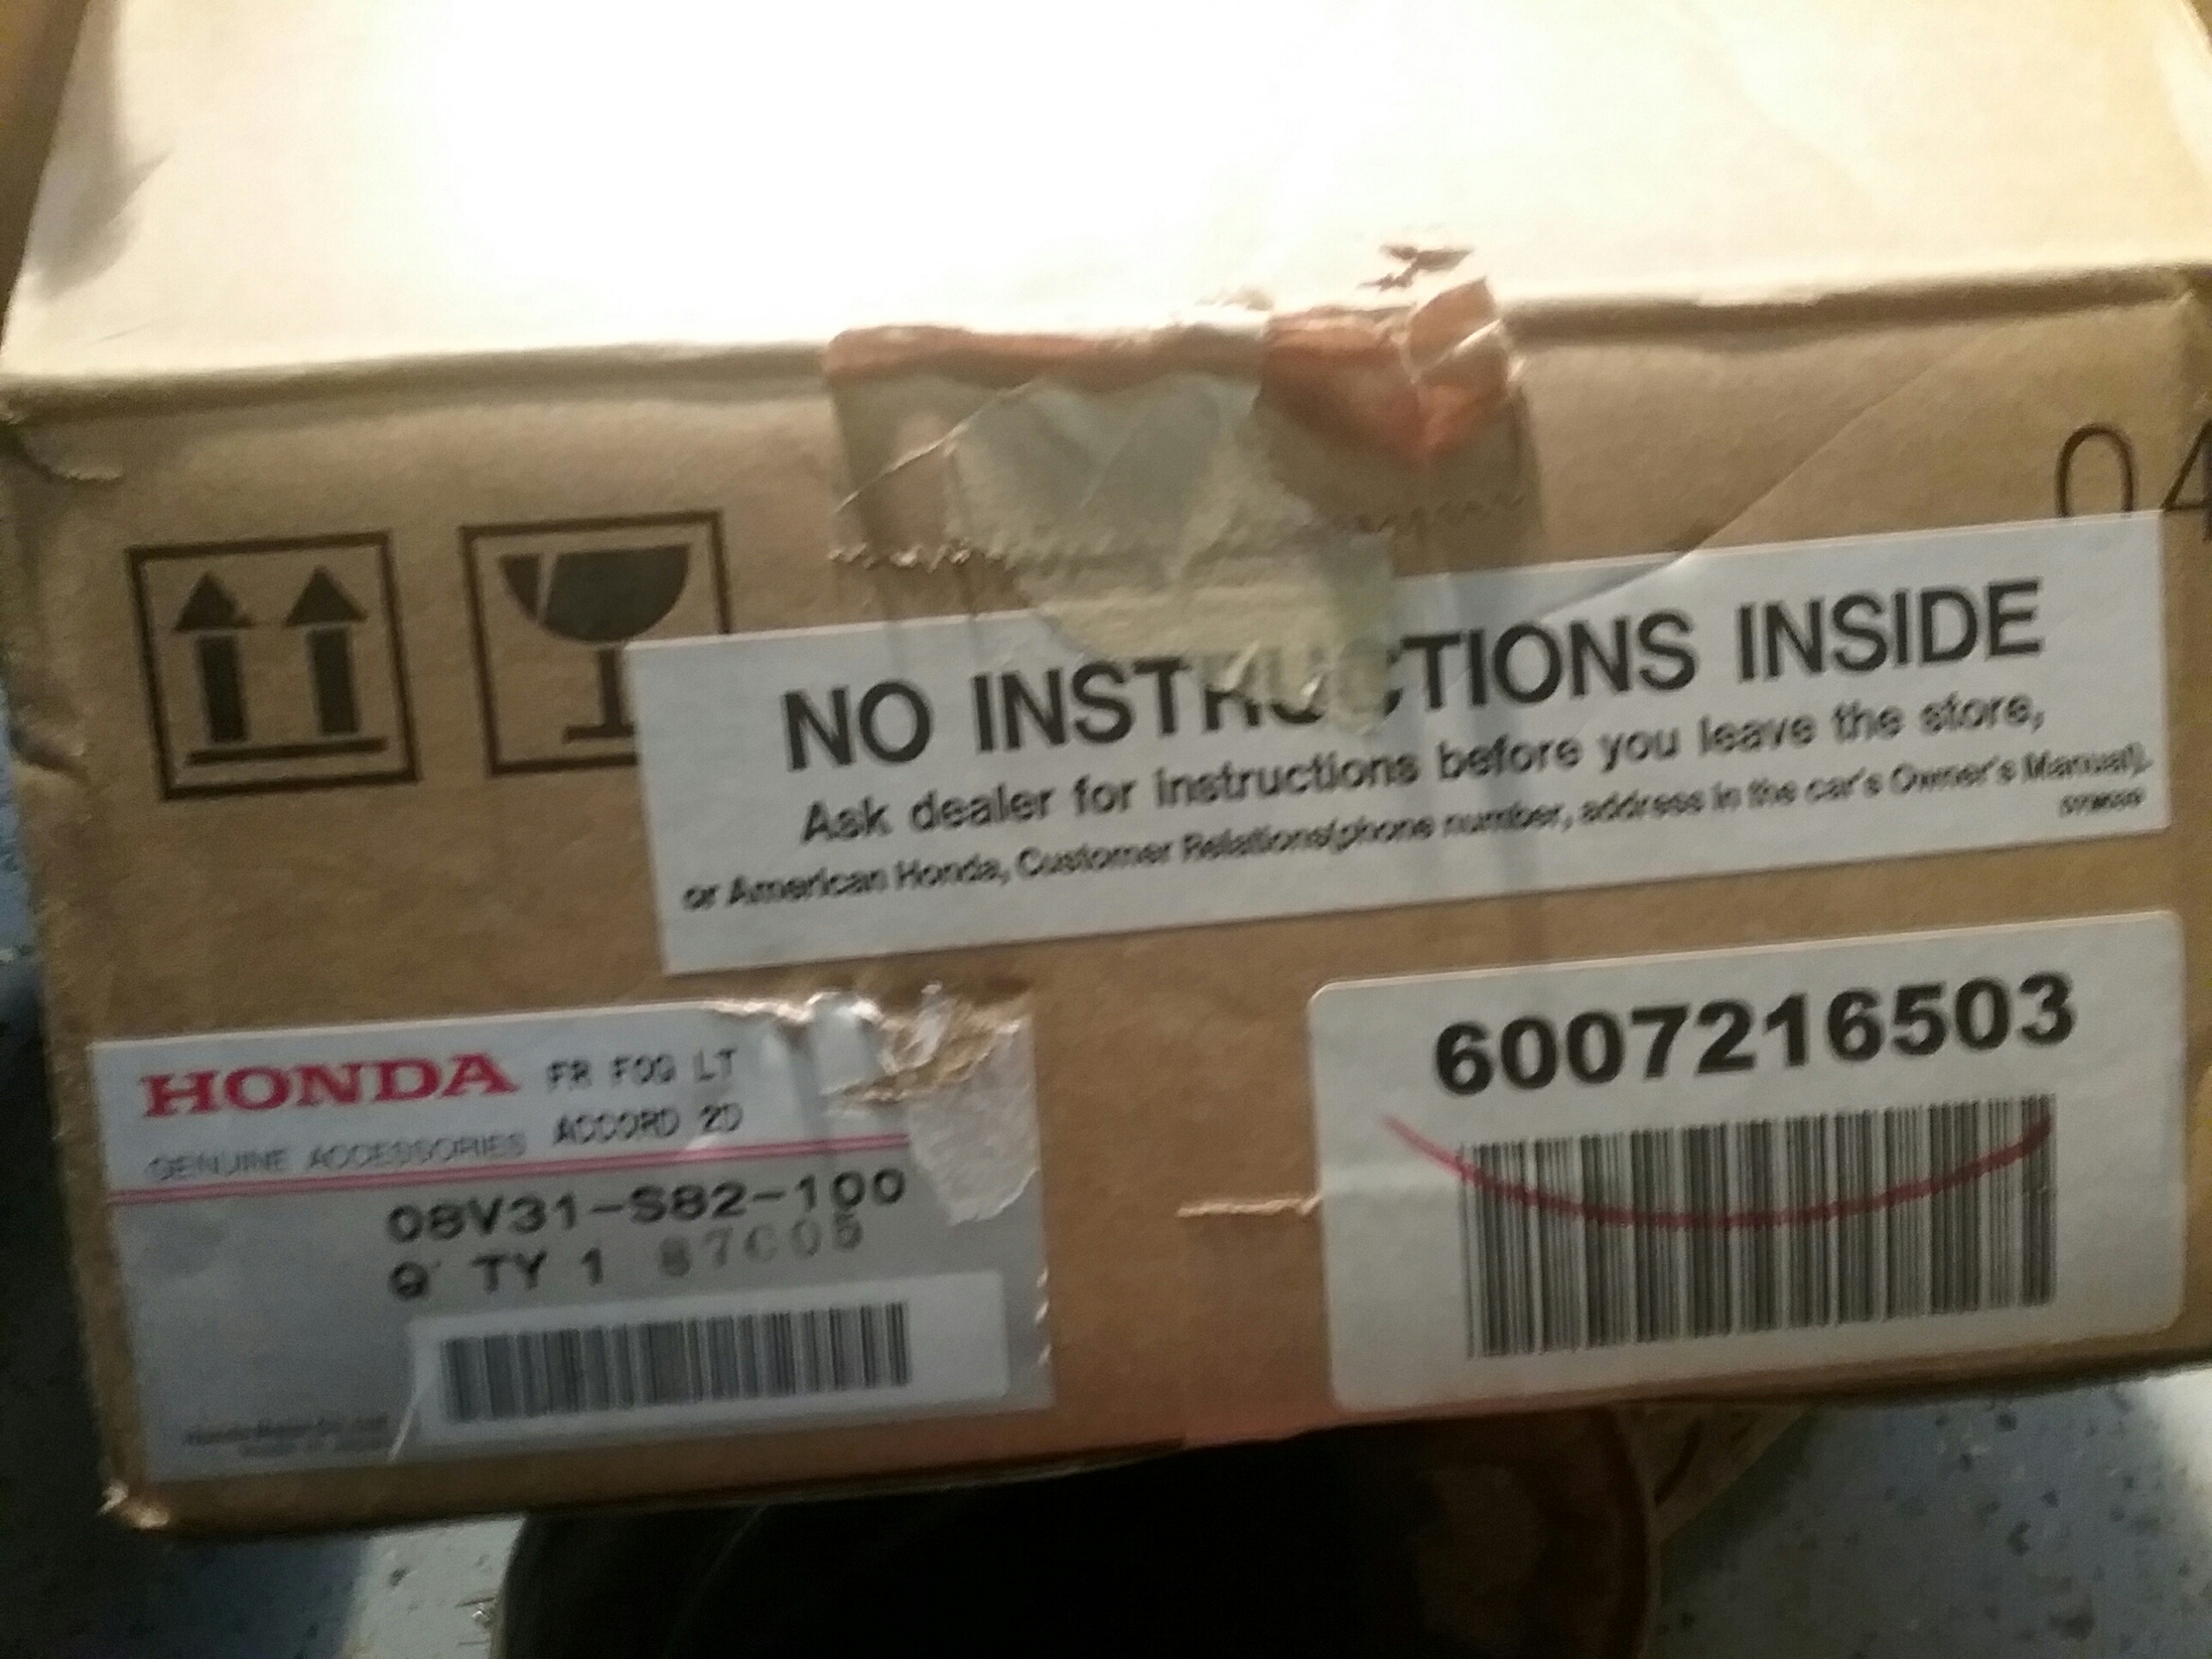 04
NO INSTRUCTIONS INSIDE
Ask dealer for instructions before you leave the store,
or American Honda, Customer Relations(phone number, address in the car's Owner's Manual).
HONDA FR FOG LT
ACCORD 2D
GENUINE ACCESSORIES
08V31-S82-100
Q'TY 1
6007216503